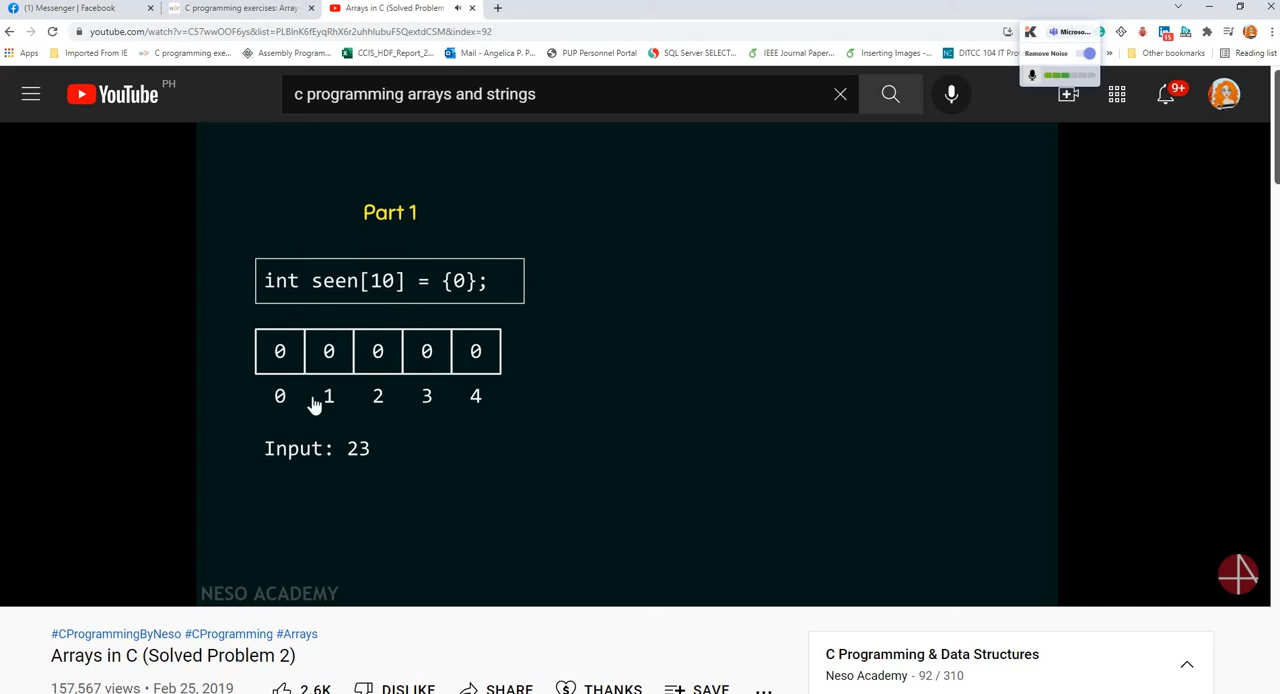 (1) Messenger | Facebook
C programming exercises: Array
Arrays in C (Solved Problem
youtube.com/watch?v=C57wwOOF6ys&list=PLBlnK6fEyqRhX6r2uhhlubuF5QextdCSM&index=92
Microso...
15
Remove Noise
Apps
Imported From IE
C programming exe...
Assembly Program...
CCIS_HDF_Report_2...
Mail - Angelica P. P...
PUP Personnel Portal
SQL Server SELECT...
IEEE Journal Paper...
Inserting Images -...
DITCC 104 IT Pro
»
Other bookmarks
Reading list
YouTube PH
c programming arrays and strings
9+
Part 1
int seen[10] = {0};
0 0 0 0 0
0 1 2 3 4
Input: 23
NESO ACADEMY
#CProgrammingByNeso #CProgramming #Arrays
Arrays in C (Solved Problem 2)
157,567 views • Feb 25, 2019
2.6K
DISLIKE
SHARE
THANKS
SAVE
...
C Programming & Data Structures
Neso Academy - 92 / 310